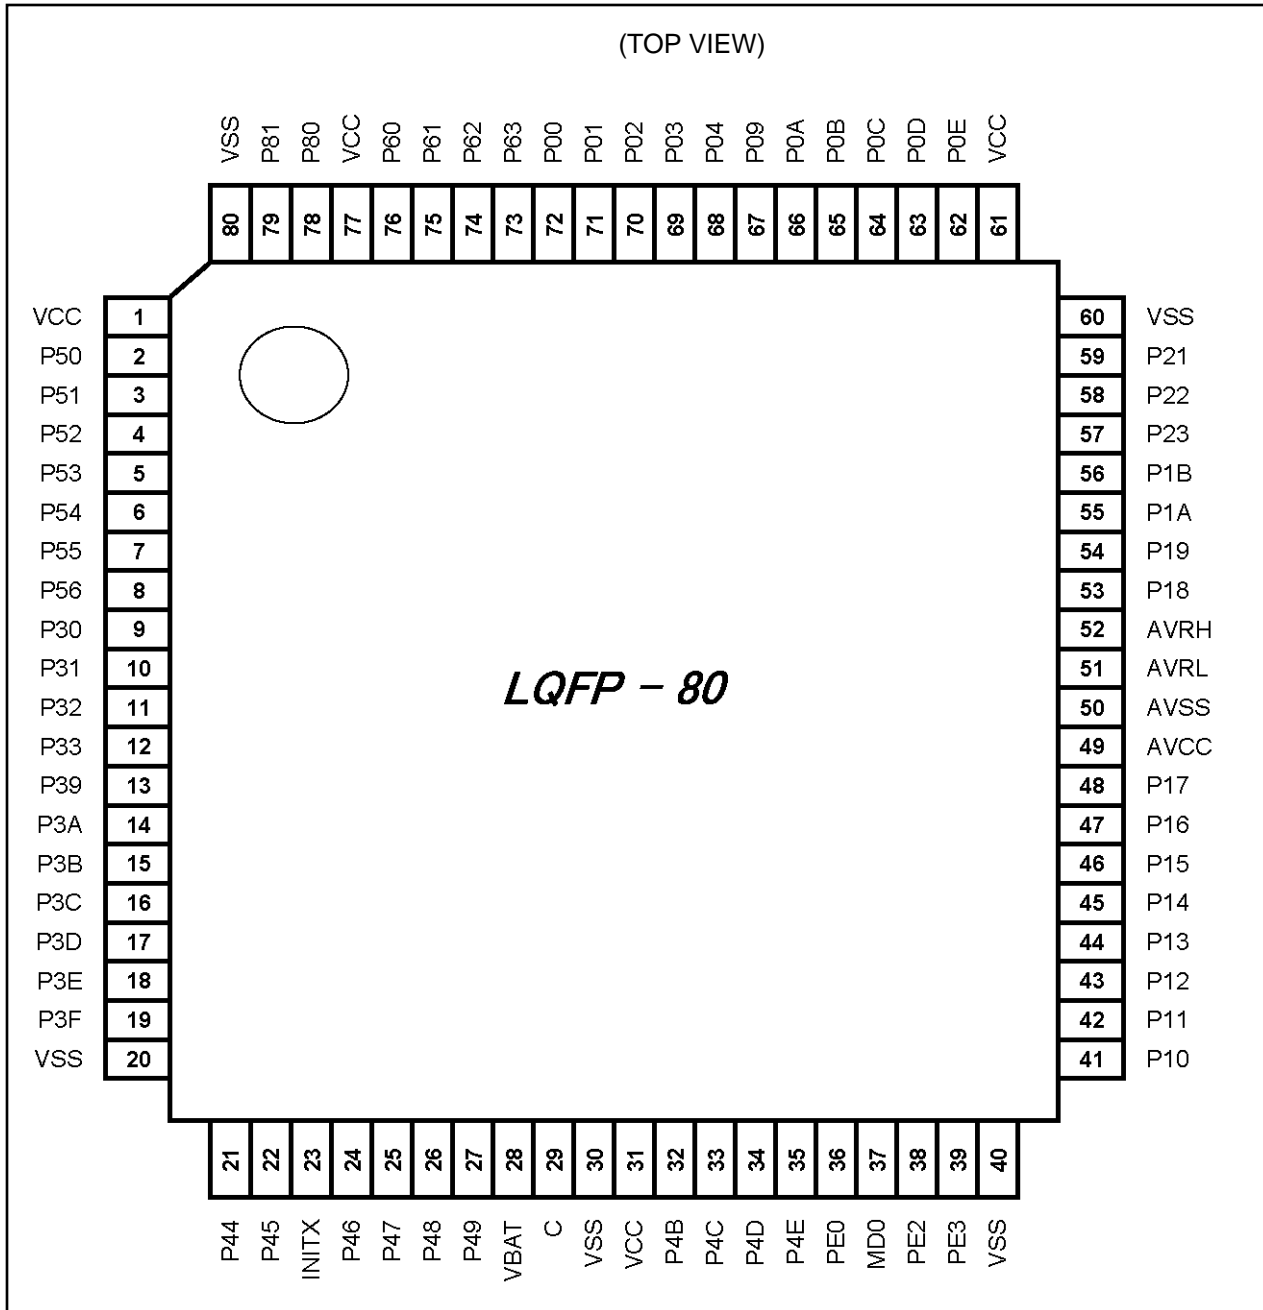 (TOP VIEW)
VSS P81 P80 VCC P60 P61 P62 P63 P00 P01 P02 P03 P04 P09 P0A P0B P0C P0D P0E VCC
80 79 78 77 76 75 74 73 72 71 70 69 68 67 66 65 64 63 62 61
VCC 1 60 VSS
P50 2 59 P21
P51 3 58 P22
P52 4 57 P23
P53 5 56 P1B
P54 6 55 P1A
P55 7 54 P19
P56 8 53 P18
P30 9 52 AVRH
P31 10 51 AVRL
LQFP - 80
P32 11 50 AVSS
P33 12 49 AVCC
P39 13 48 P17
P3A 14 47 P16
P3B 15 46 P15
P3C 16 45 P14
P3D 17 44 P13
P3E 18 43 P12
P3F 19 42 P11
VSS 20 41 P10
21 22 23 24 25 26 27 28 29 30 31 32 33 34 35 36 37 38 39 40
P44 P45 INITX P46 P47 P48 P49 VBAT C VSS VCC P4B P4C P4D P4E PE0 MD0 PE2 PE3 VSS